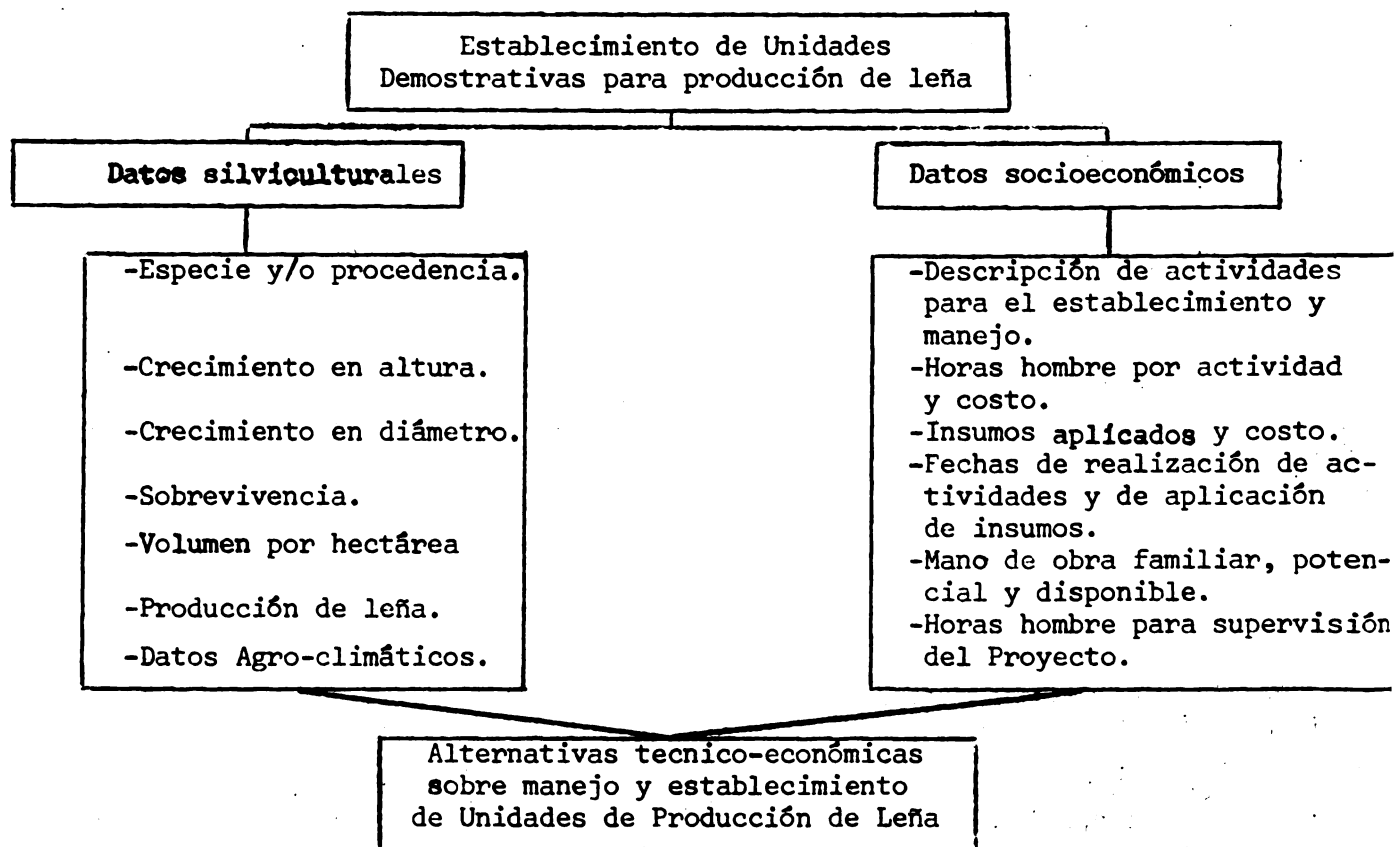 Establecimiento de Unidades
Demostrativas para producción de leña
Datos silviculturales
-Especie y/o procedencia.
-Crecimiento en altura.
-Crecimiento en diámetro.
-Sobrevivencia.
-Volumen por hectárea
-Producción de leña.
-Datos Agro-climáticos.
Datos socioeconómicos
-Descripción de actividades
para el establecimiento y
manejo.
-Horas hombre por actividad
y costo.
-Insumos aplicados y costo.
-Fechas de realización de ac-
tividades y de aplicación
de insumos.
-Mano de obra familiar, poten-
cial y disponible.
-Horas hombre para supervisión
del Proyecto.
Alternativas tecnico-económicas
sobre manejo y establecimiento
de Unidades de Producción de Leña